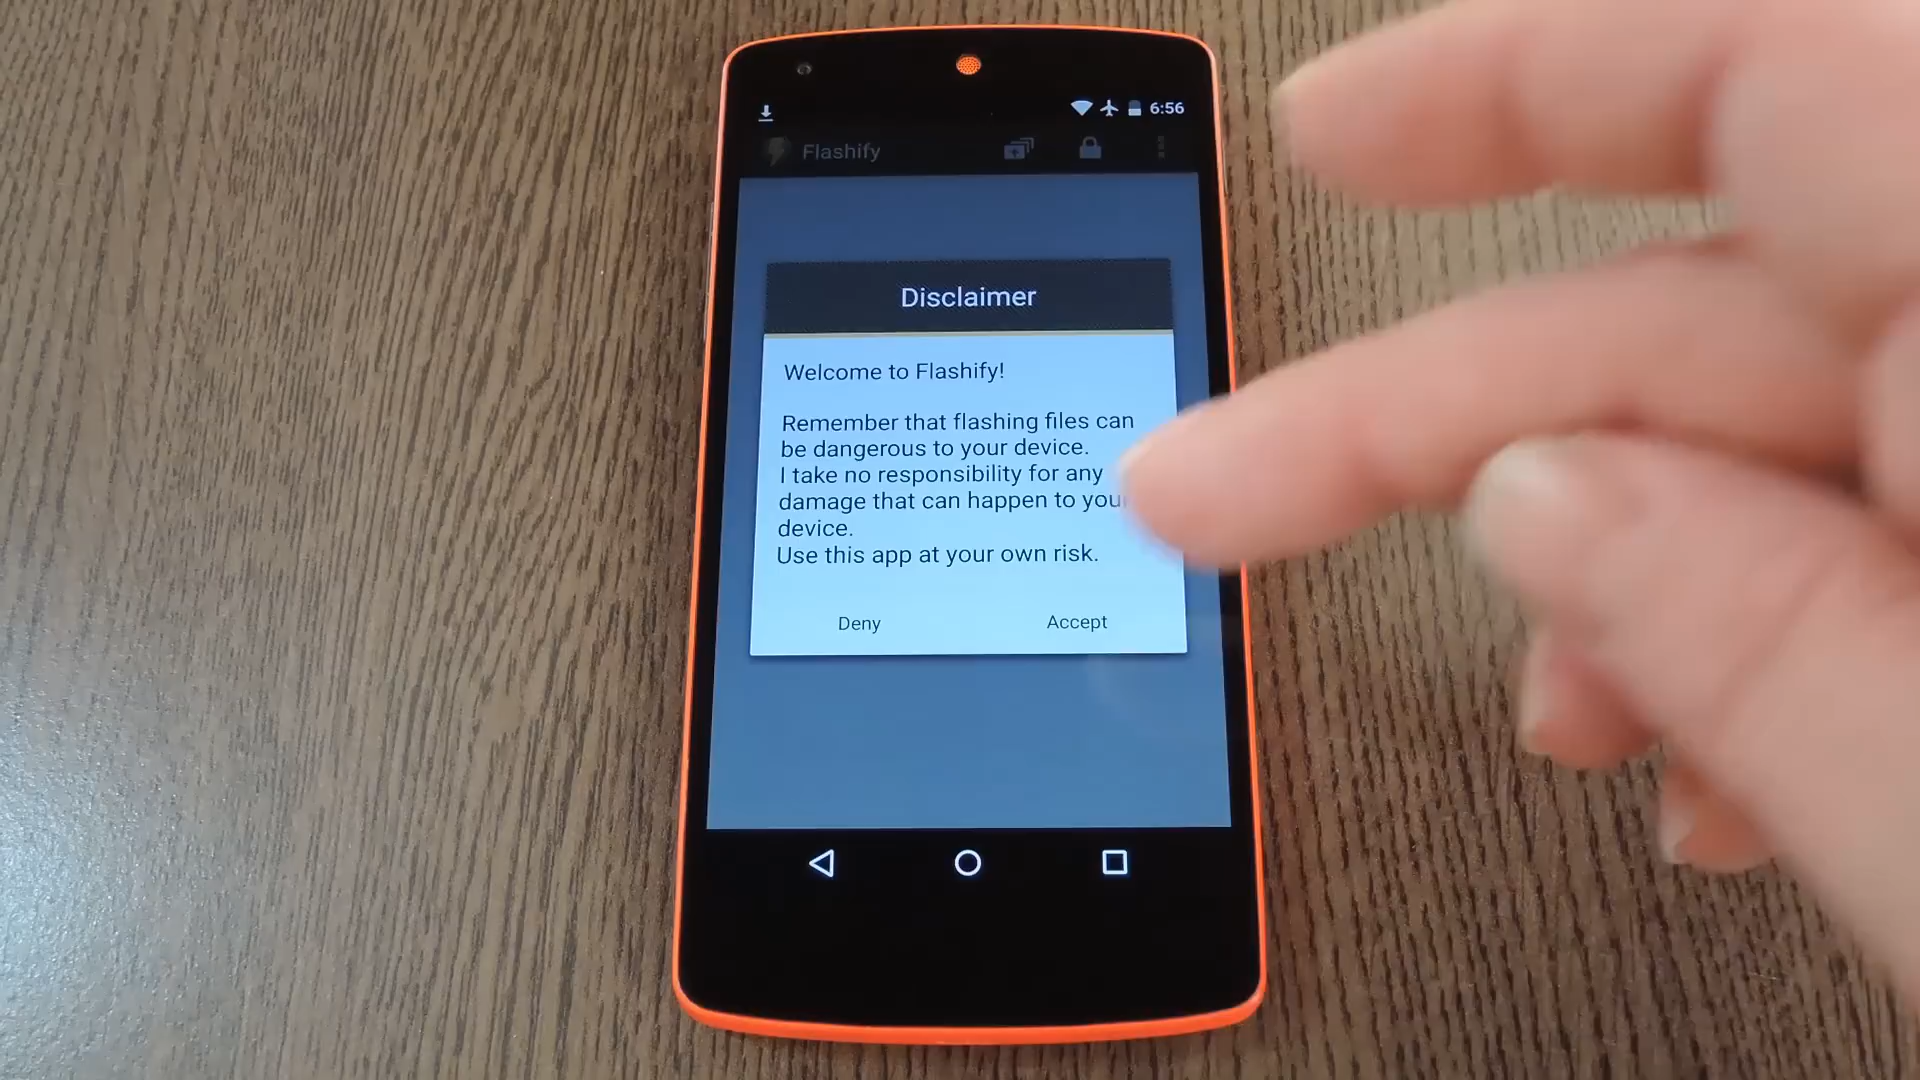 6:56
Flashify
Disclaimer
Welcome to Flashify!
Remember that flashing files can
be dangerous to your device.
I take no responsibility for any
damage that can happen to your
device.
Use this app at your own risk.
Deny Accept